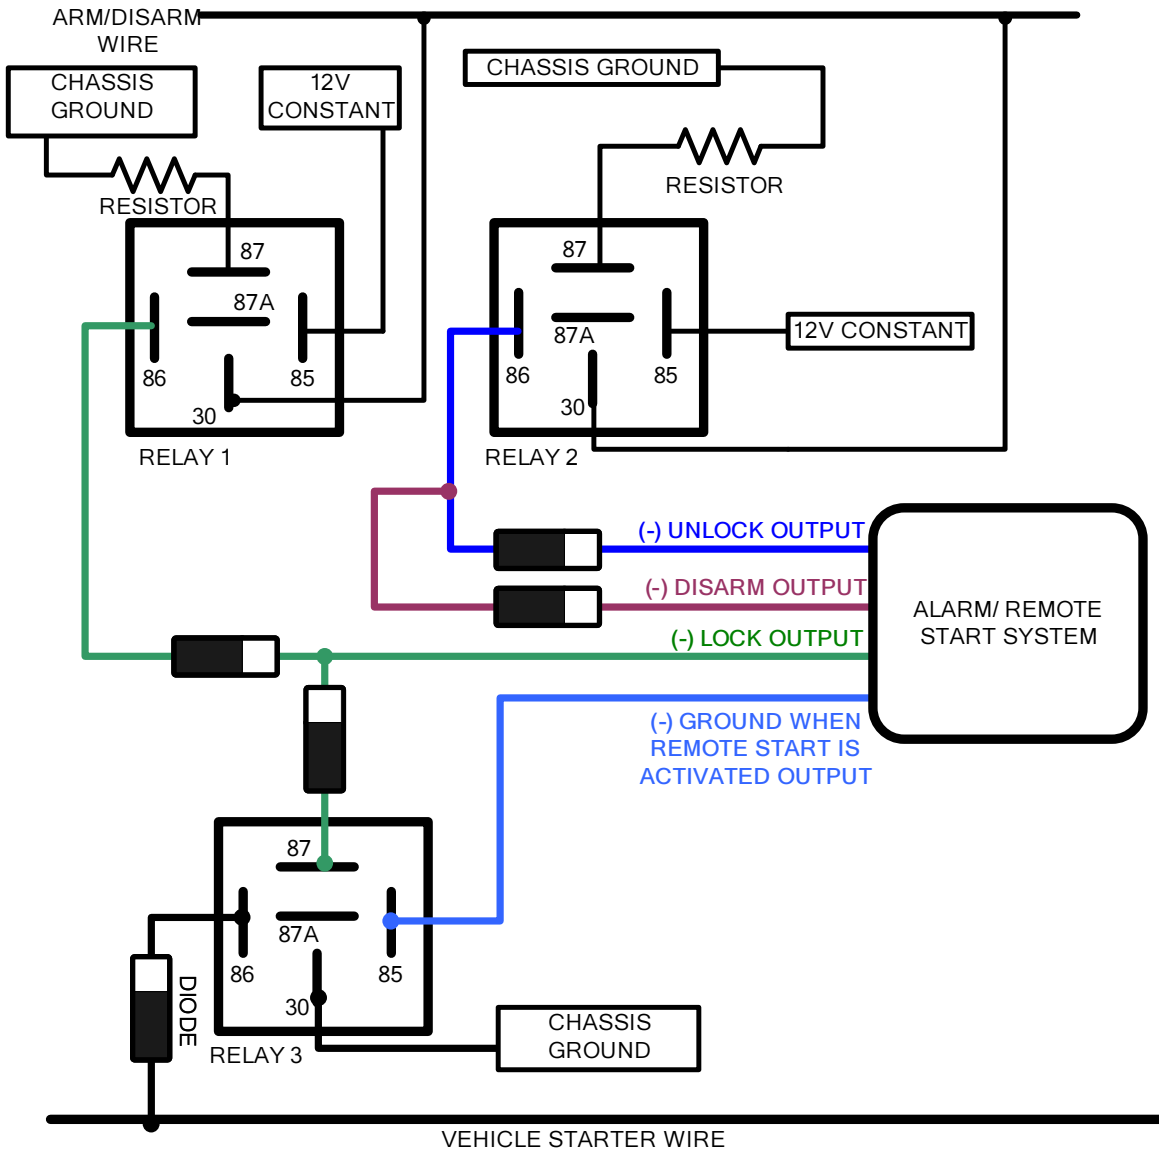 ARM/DISARM
WIRE
CHASSIS
GROUND
12V
CONSTANT
CHASSIS GROUND
RESISTOR
RESISTOR
87
87A
86
85
30
RELAY 1
87
87A
86
85
30
RELAY 2
12V CONSTANT
(-) UNLOCK OUTPUT
(-) DISARM OUTPUT
(-) LOCK OUTPUT
(-) GROUND WHEN
REMOTE START IS
ACTIVATED OUTPUT
ALARM/ REMOTE
START SYSTEM
87
87A
86
85
30
RELAY 3
DIODE
CHASSIS
GROUND
VEHICLE STARTER WIRE